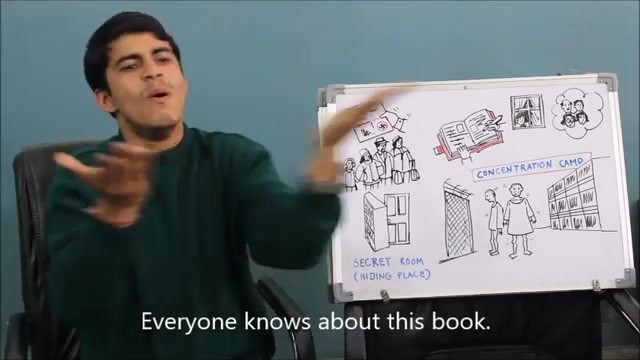 CONCENTRATION CAMP
SECRET ROOM
(HIDING PLACE)
Everyone knows about this book.